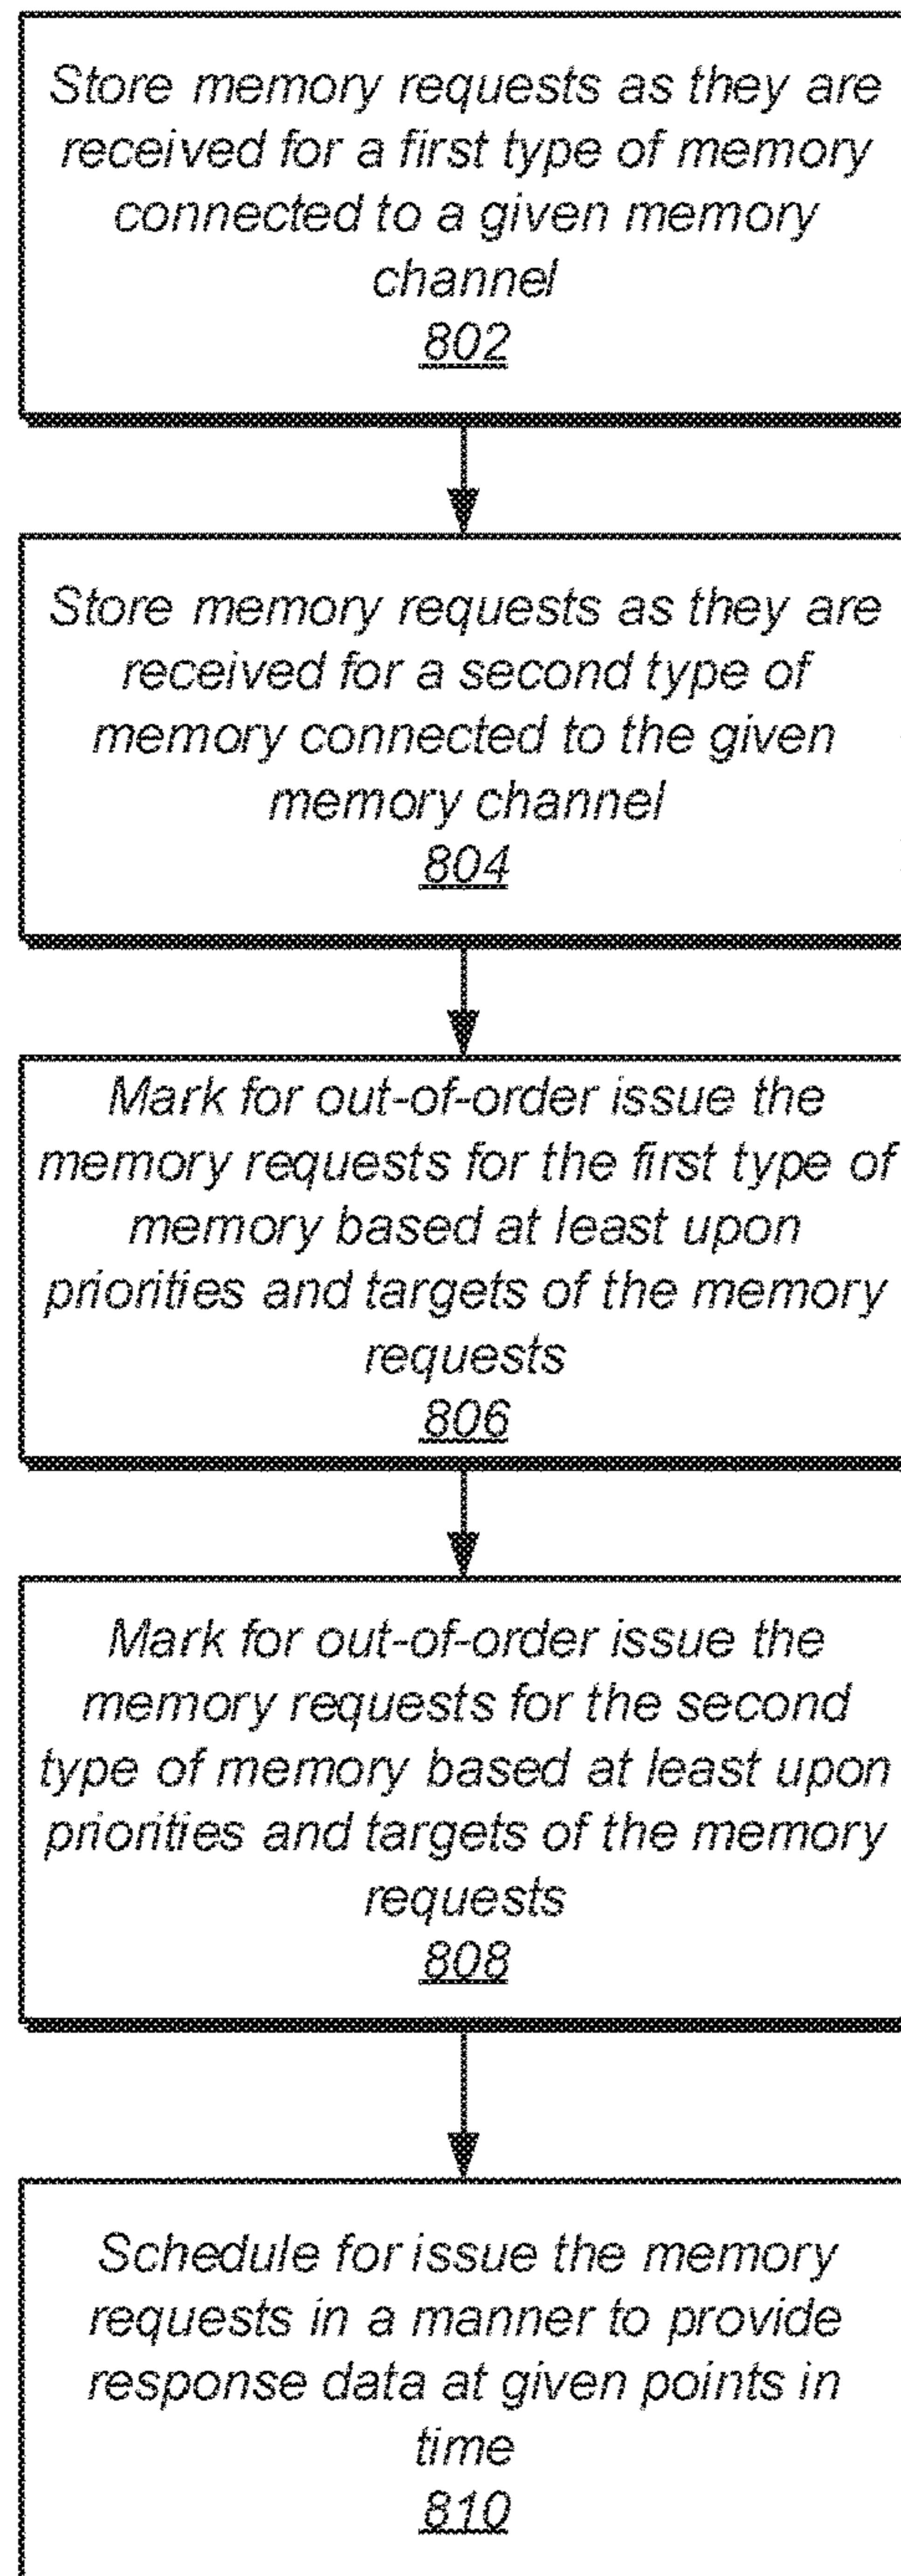 Store memory requests as they are
received for a first type of memory
connected to a given memory
channel
802
Store memory requests as they are
received for a second type of
memory connected to the given
memory channel
804
Mark for out-of-order issue the
memory requests for the first type of
memory based at least upon
priorities and targets of the memory
requests
806
Mark for out-of-order issue the
memory requests for the second
type of memory based at least upon
priorities and targets of the memory
requests
808
Schedule for issue the memory
requests in a manner to provide
response data at given points in
time
810